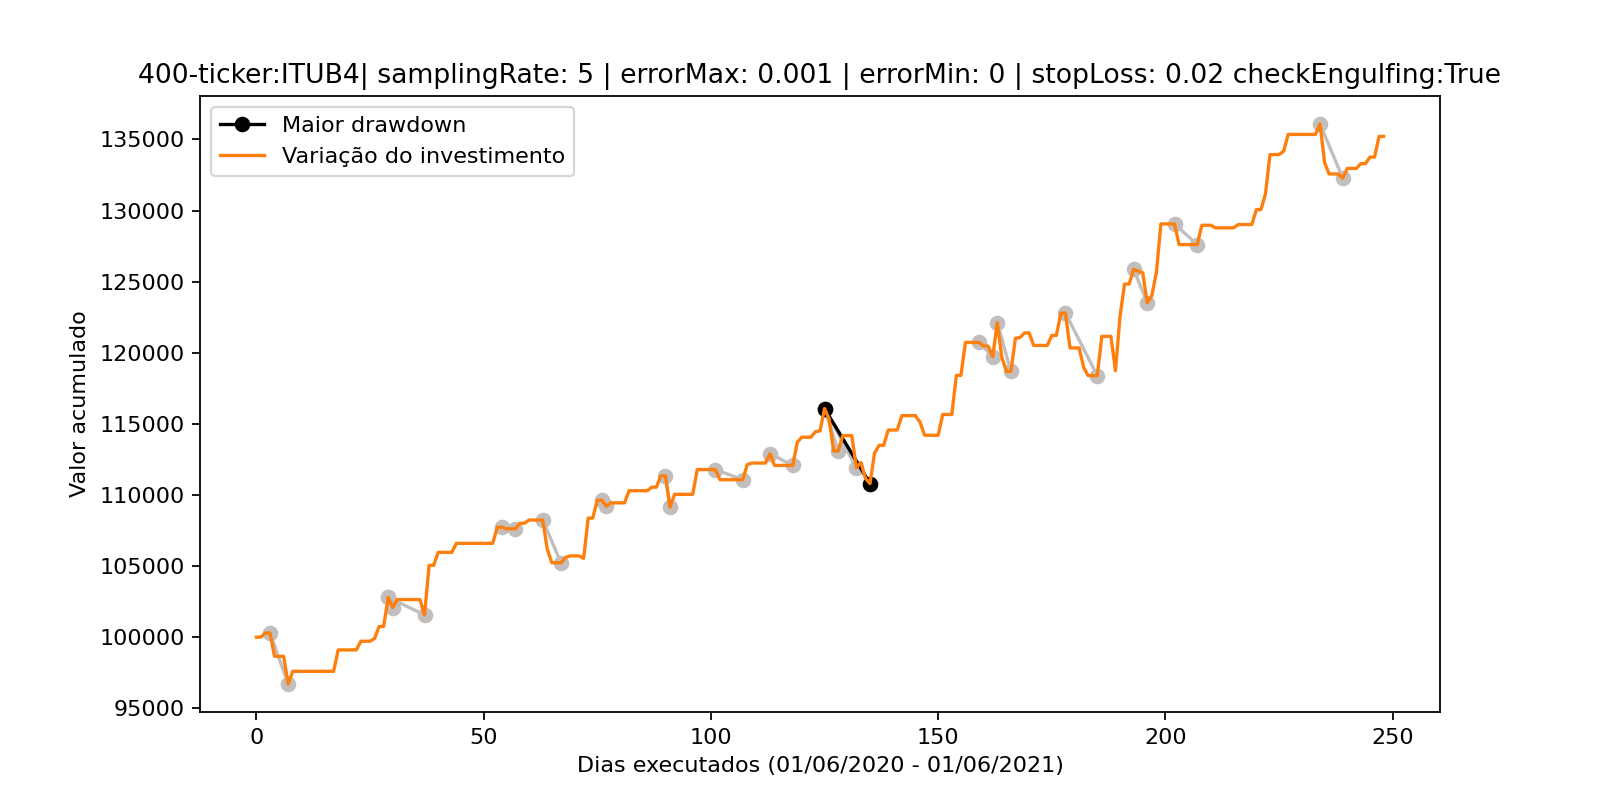 400-ticker:ITUB4| samplingRate: 5 | errorMax: 0.001 | errorMin: 0 | stopLoss: 0.02 checkEngulfing:True
Maior drawdown
Variação do investimento
Valor acumulado
135000
130000
125000
120000
115000
110000
105000
100000
95000
0 50 100 150 200 250
Dias executados (01/06/2020 - 01/06/2021)